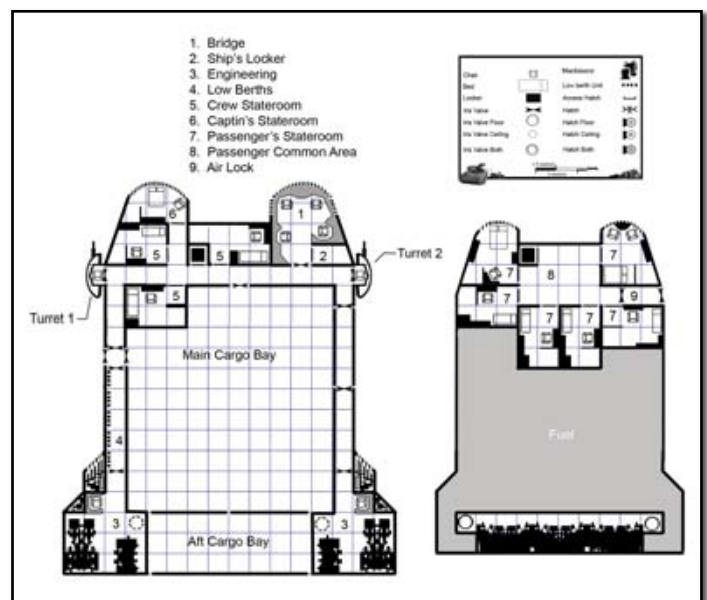 1. Bridge
2. Ship's Locker
3. Engineering
4. Low Berths
5. Crew Stateroom
6. Captin's Stateroom
7. Passenger's Stateroom
8. Passenger Common Area
9. Air Lock
Chair
Bed
Locker
Iris Valve
Iris Valve Floor
Iris Valve Ceiling
Iris Valve Both
Low berth Unit
Access Hatch
Hatch
Hatch Floor
Hatch Ceiling
Hatch Both
6
1
5
5
2
Turret 2
Turret 1
5
Main Cargo Bay
4
3
3
Aft Cargo Bay
7
7
8
7
9
7
7
7
Fuel